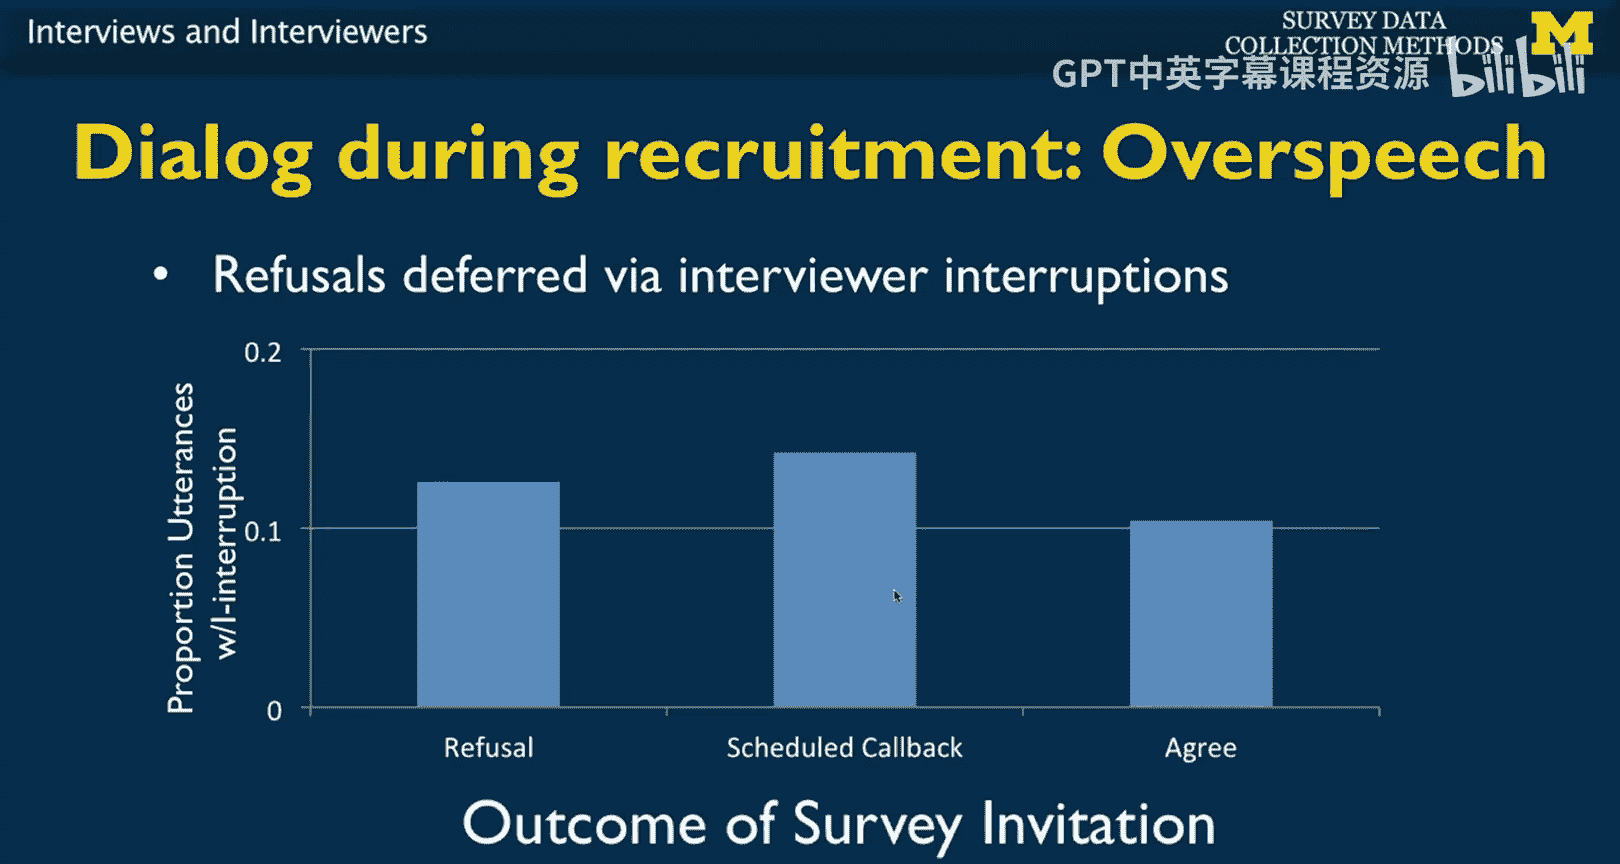 Interviews and Interviewers
SURVEY DATA
COLLECTION METHODS
M
GPT中英字幕课程资源 bilibili
Dialog during recruitment: Overspeech
• Refusals deferred via interviewer interruptions
Proportion Utterances
w/I-interruption
0.2
0.1
0
Refusal Scheduled Callback Agree
Outcome of Survey Invitation